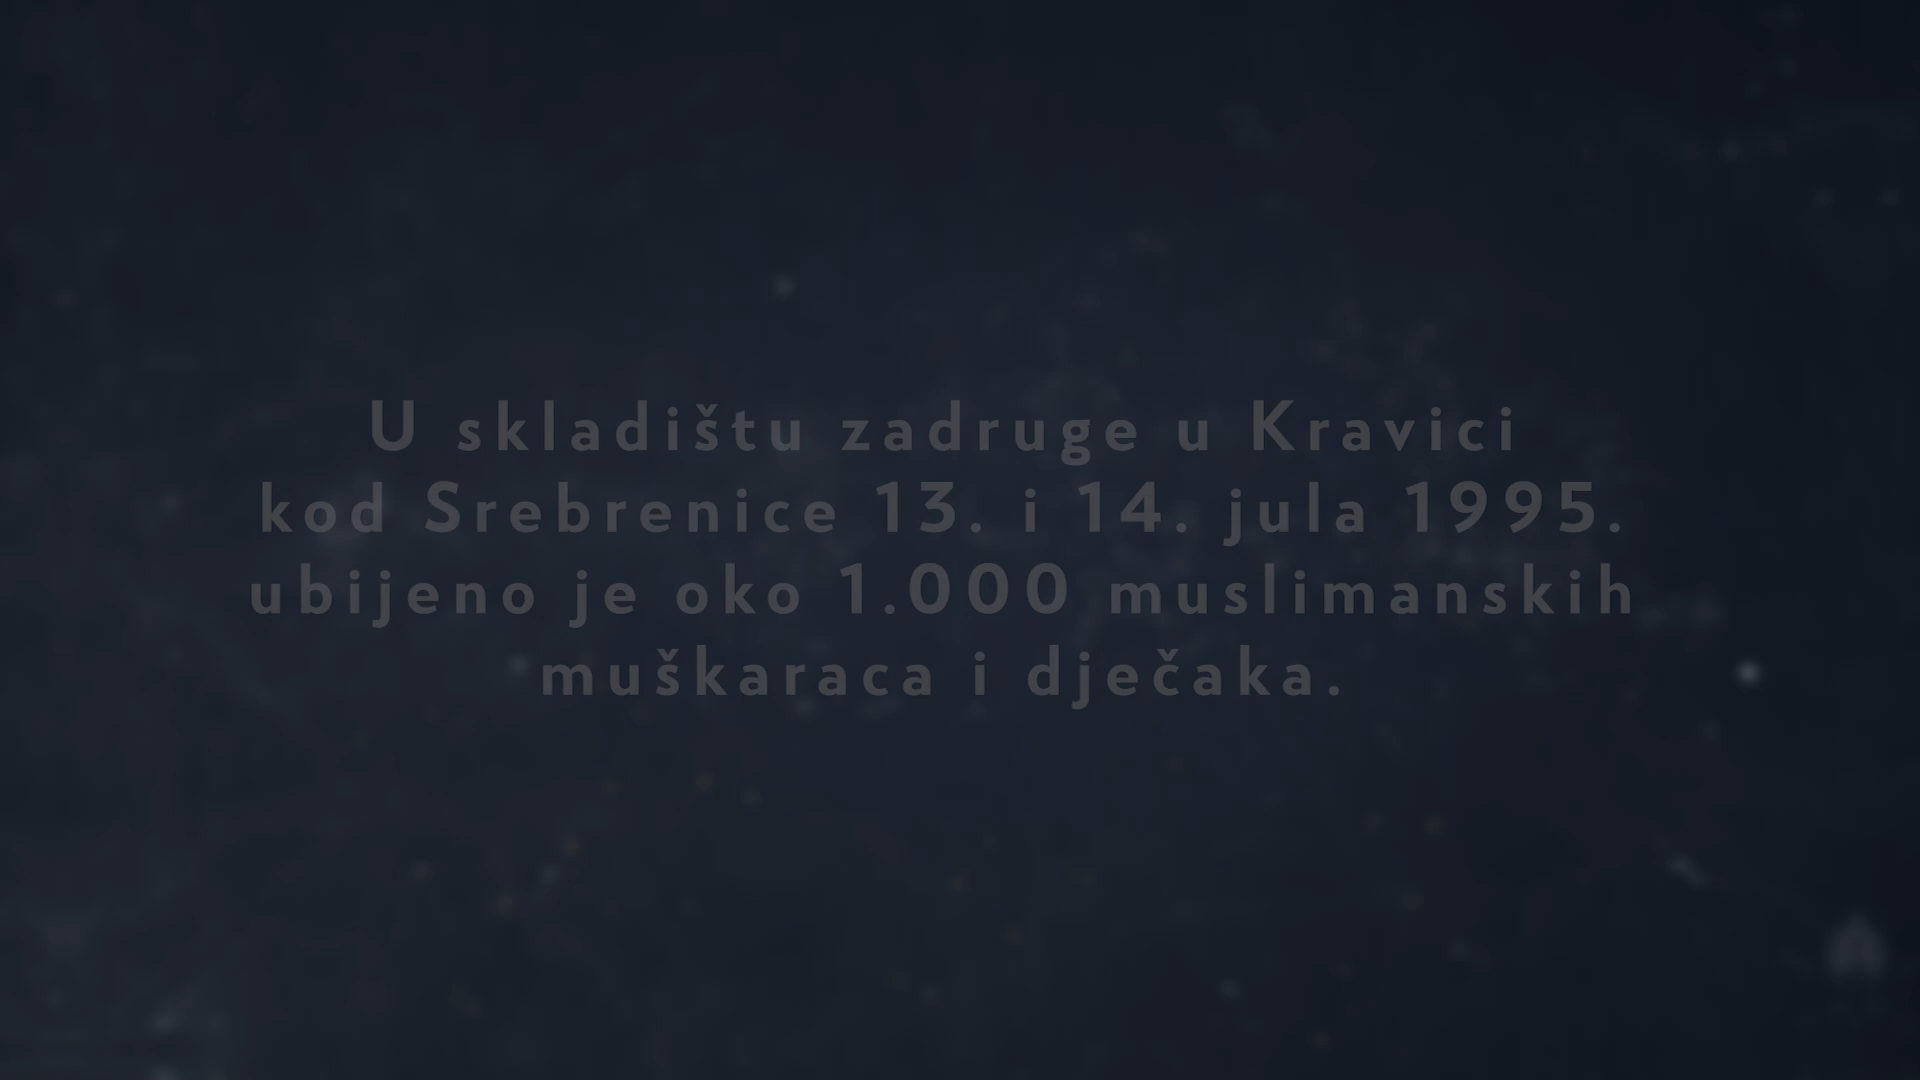 U skladištu zadruge u Kravici
kod Srebrenice 13. i 14. jula 1995.
ubijeno je oko 1.000 muslimanskih
muškaraca i dječaka.